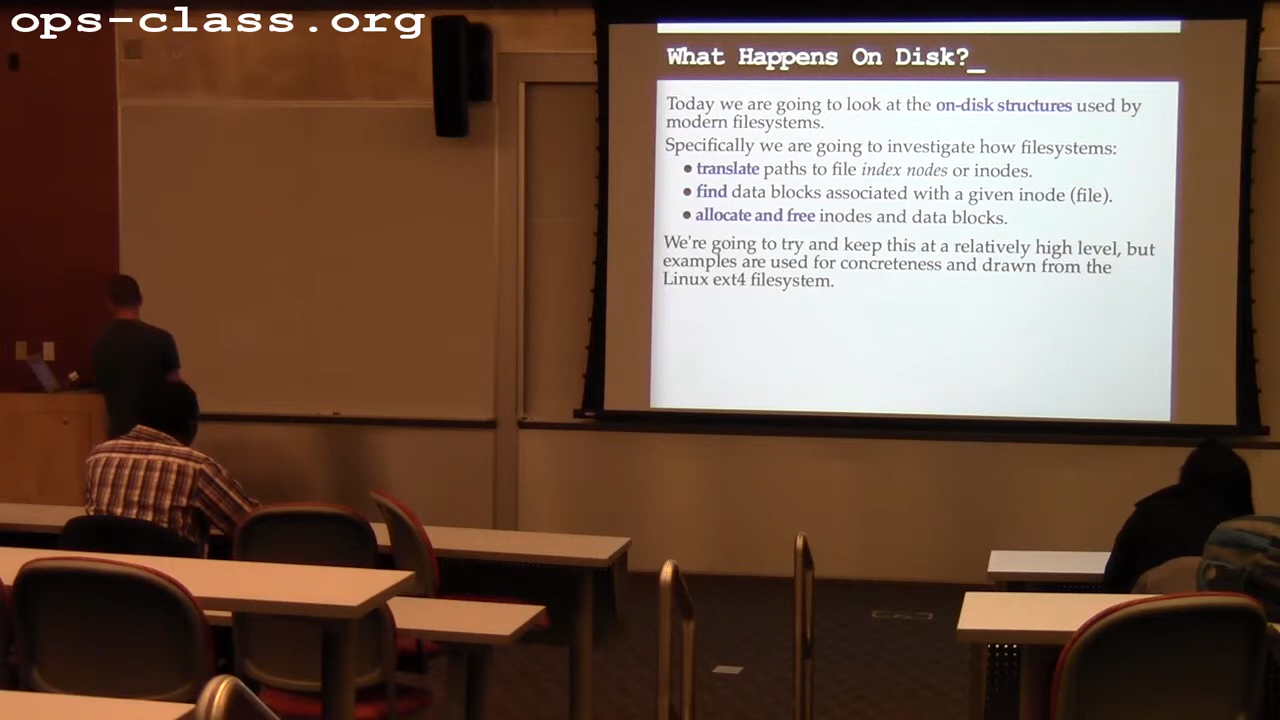 ops-class.org
What Happens On Disk?_
Today we are going to look at the on-disk structures used by
modern filesystems.
Specifically we are going to investigate how filesystems:
• translate paths to file index nodes or inodes.
• find data blocks associated with a given inode (file).
• allocate and free inodes and data blocks.
We're going to try and keep this at a relatively high level, but
examples are used for concreteness and drawn from the
Linux ext4 filesystem.